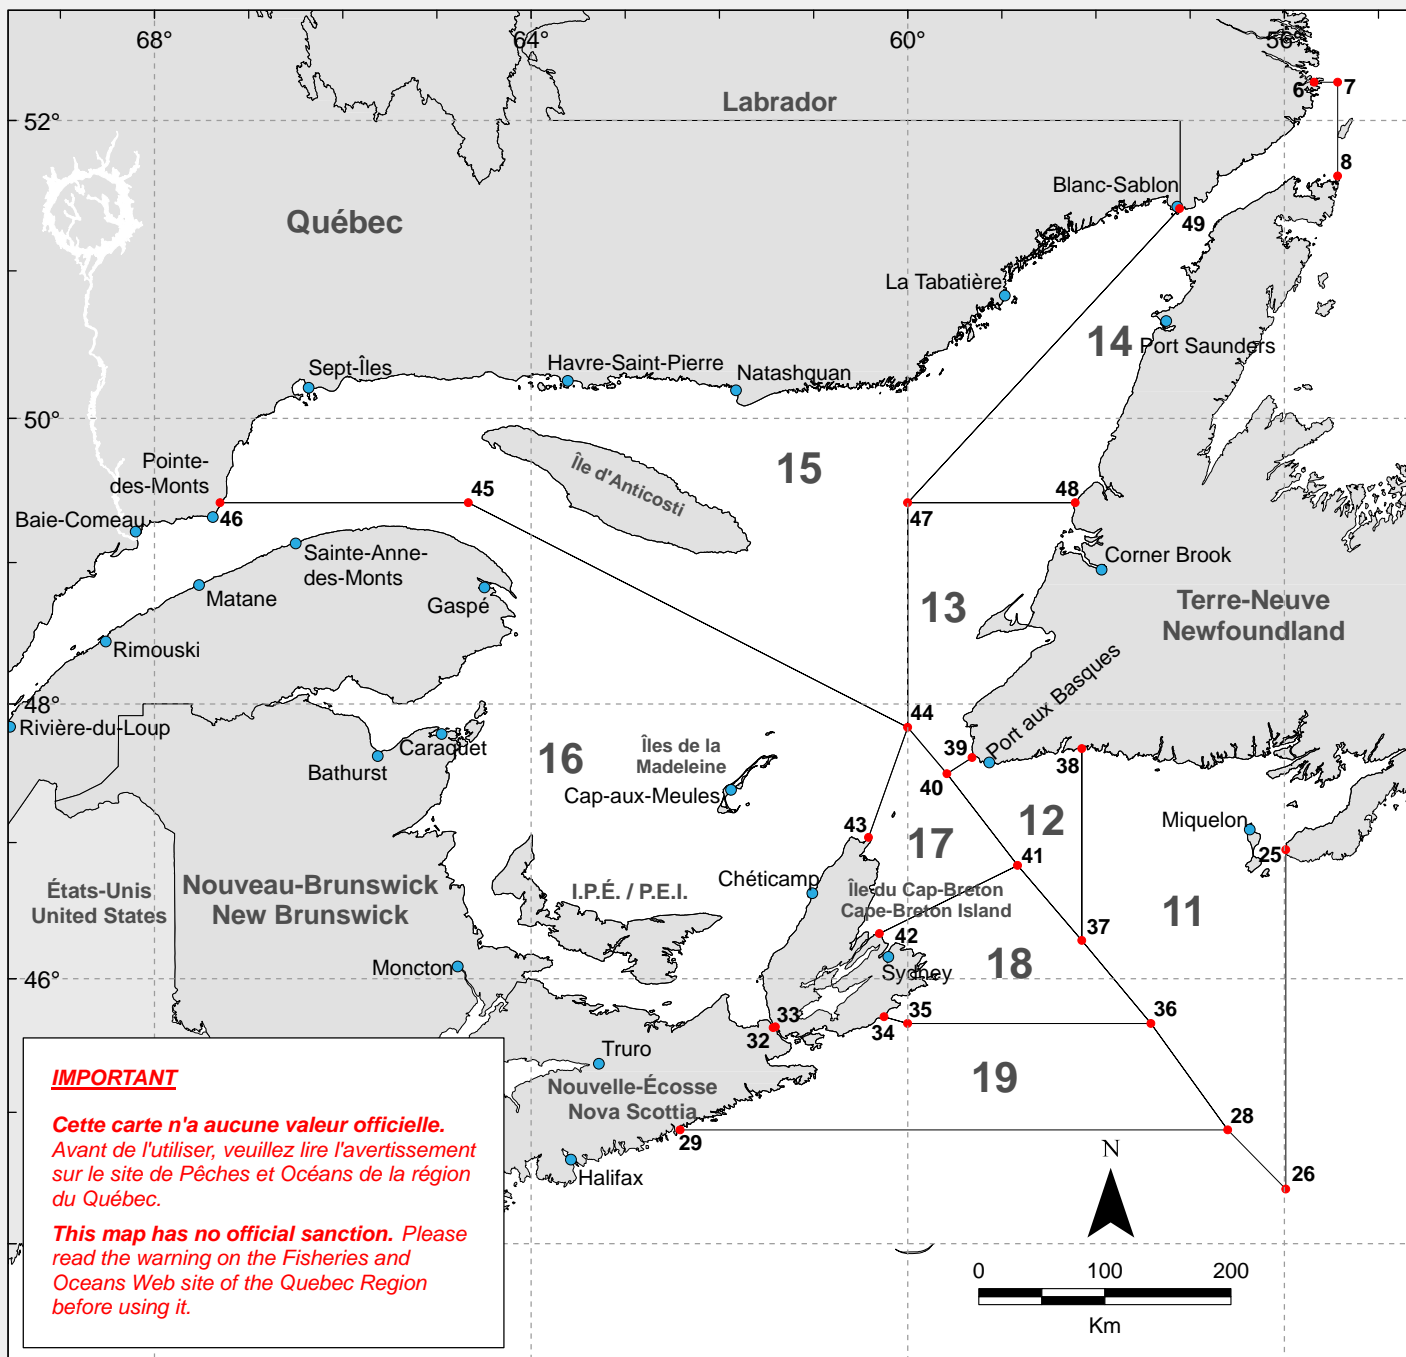 68°
64°
60°
56°
6
7
Labrador
52°
8
Blanc-Sablon
49
Québec
La Tabatière
14
Port Saunders
Sept-Îles
Havre-Saint-Pierre
Natashquan
50°
Pointe-
des-Monts
46
45
Île d'Anticosti
15
48
47
Baie-Comeau
Sainte-Anne-
des-Monts
Corner Brook
Matane
Gaspé
13
Terre-Neuve
Newfoundland
Rimouski
48°
Rivière-du-Loup
44
Port aux Basques
39
38
40
Caraquet
Bathurst
16
Îles de la
Madeleine
Cap-aux-Meules
43
17
12
Miquelon
25
41
États-Unis
United States
Nouveau-Brunswick
New Brunswick
I.P.É. / P.E.I.
Chéticamp
Île du Cap-Breton
Cape-Breton Island
11
42
37
Moncton
46°
Sydney
18
33
32
34
35
36
Truro
19
Nouvelle-Écosse
Nova Scottia
29
28
Halifax
26
IMPORTANT
Cette carte n'a aucune valeur officielle.
Avant de l'utiliser, veuillez lire l'avertissement
sur le site de Pêches et Océans de la région
du Québec.
This map has no official sanction. Please
read the warning on the Fisheries and
Oceans Web site of the Quebec Region
before using it.
N
0 100 200
Km